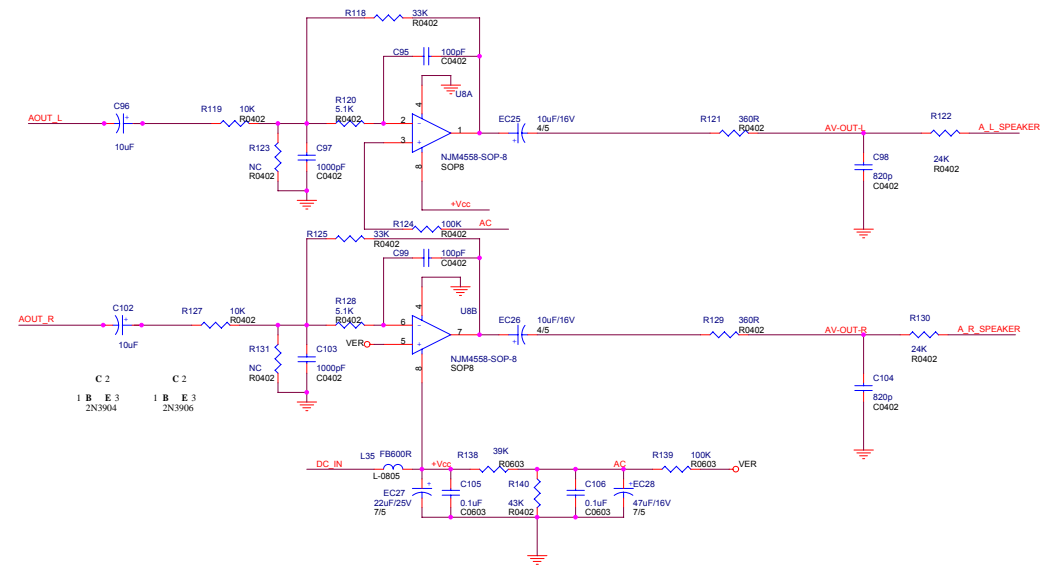 R118 33K
R0402
C95 100pF
C0402
4
U8A
C96
AOUT_L
10uF
R119 10K
R0402
R120
5.1K
R0402
2
3
1
8
EC25 10uF/16V
4/5
R121 360R
R0402
AV-OUT-L
R122
A_L_SPEAKER
24K
R0402
R123
NC
R0402
C97
1000pF
C0402
NJM4558-SOP-8
SOP8
C98
820p
C0402
+Vcc
R124 100K
R0402
AC
R125 33K
R0402
C99 100pF
C0402
4
U8B
C102
AOUT_R
10uF
R127 10K
R0402
R128
5.1K
R0402
6
5
7
8
VER
EC26 10uF/16V
4/5
R129 360R
R0402
AV-OUT-R
R130
A_R_SPEAKER
24K
R0402
R131
NC
R0402
C103
1000pF
C0402
NJM4558-SOP-8
SOP8
C104
820p
C0402
C 2
1 B E 3
2N3904
C 2
1 B E 3
2N3906
DC_IN
L35 FB600R
L-0805
+Vcc
R138 39K
R0603
AC
R139 100K
R0603
VER
EC27
22uF/25V
7/5
C105
0.1uF
C0603
R140
43K
R0402
C106
0.1uF
C0603
EC28
47uF/16V
7/5